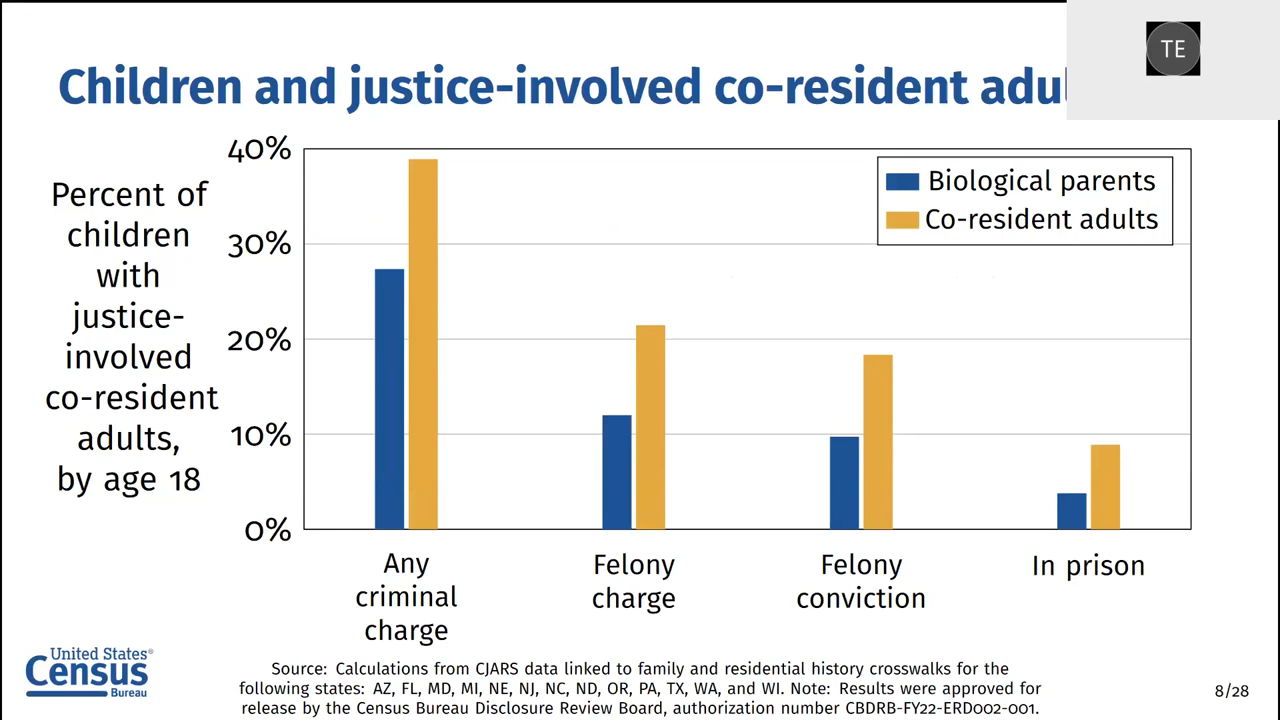 TE
Children and justice-involved co-resident
40%
30%
20%
10%
0%
Percent of
children
with
justice-
involved
co-resident
adults,
by age 18
Biological parents
Co-resident adults
Any
criminal
charge
Felony
charge
Felony
conviction
In prison
United States®
Census
Bureau
Source: Calculations from CJARS data linked to family and residential history crosswalks for the
following states: AZ, FL, MD, MI, NE, NJ, NC, ND, OR, PA, TX, WA, and WI. Note: Results were approved for
release by the Census Bureau Disclosure Review Board, authorization number CBDRB-FY22-ERD002-001.
8/28